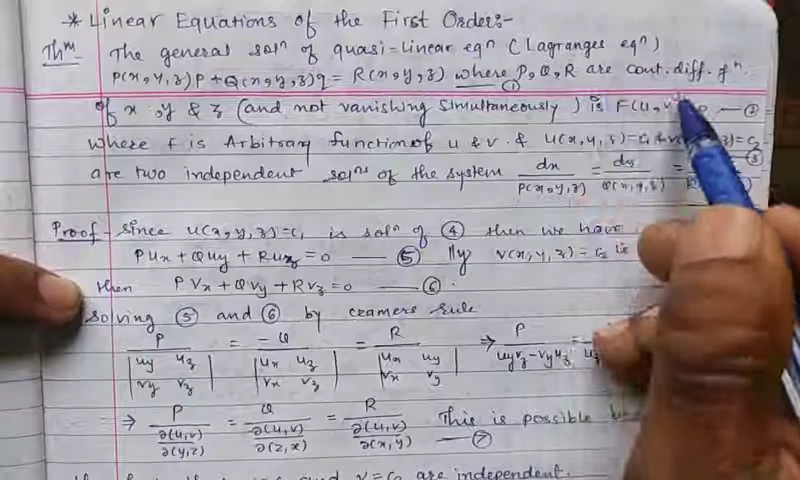 * Linear Equations of the First Order:-
Thm. The general solⁿ of quasi-linear eqⁿ (Lagranges eqⁿ)
P(x,y,z)p + Q(x,y,z)q = R(x,y,z) —① where P, Q, R are cont. diff. fⁿ.
of x, y & z (and not vanishing simultaneously) is F(u, v —②
where F is Arbitrary function of u & v. & u(x,y,z)=c₁ & v z)=c₂
are two independent solⁿs of the system dx/P(x,y,z) = dy/Q(x,y,z) = —③
Proof - Since u(x,y,z)=c₁ is solⁿ of ④ then we have
Pux + Quy + Ruz = 0 —⑤ lly v(x,y,z) = c₂ is
then Pvx + Qvy + Rvz = 0 —⑥.
solving ⑤ and ⑥ by creamers rule
P/|uy uz; vy vz| = -Q/|ux uz; vx vz| = R/|ux uy; vx vy| ⇒ P/(uyvz - vyuz) =
⇒ P/(∂(u,v)/∂(y,z)) = Q/(∂(u,v)/∂(z,x)) = R/(∂(u,v)/∂(x,y)) —⑦ This is possible
are independent.